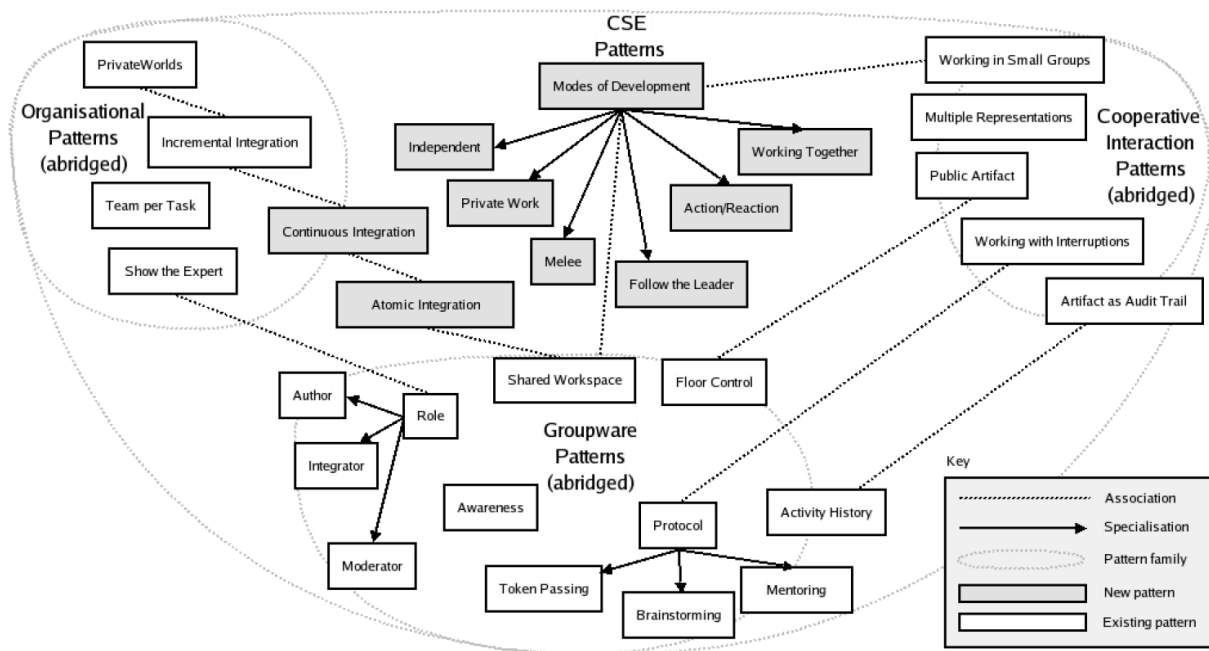 CSE
Patterns
PrivateWorlds
Working in Small Groups
Modes of Development
Organisational
Patterns
(abridged)
Multiple Representations
Cooperative
Interaction
Patterns
(abridged)
Incremental Integration
Independent
Working Together
Public Artifact
Team per Task
Private Work
Action/Reaction
Continuous Integration
Working with Interruptions
Melee
Show the Expert
Follow the Leader
Atomic Integration
Artifact as Audit Trail
Shared Workspace
Floor Control
Author
Role
Groupware
Patterns
(abridged)
Integrator
Awareness
Protocol
Activity History
Moderator
Token Passing
Mentoring
Brainstorming
Key
Association
Specialisation
Pattern family
New pattern
Existing pattern